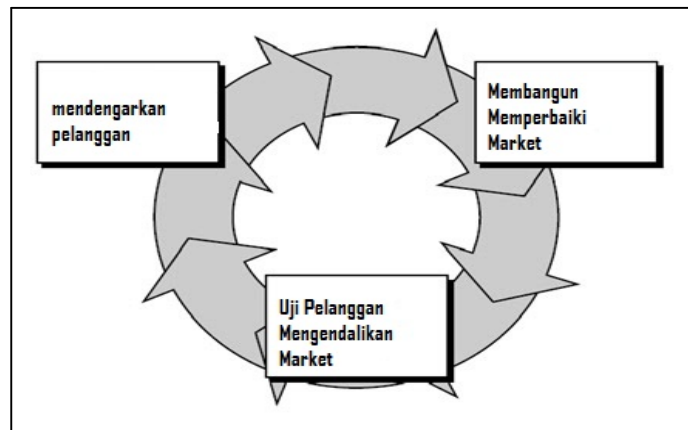 mendengarkan
pelanggan
Membangun
Memperbaiki
Market
Uji Pelanggan
Mengendalikan
Market